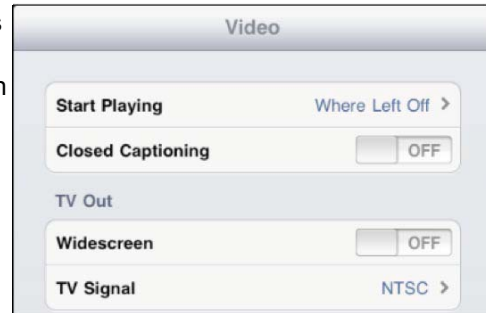 Video
Start Playing Where Left Off >
Closed Captioning OFF
TV Out
Widescreen OFF
TV Signal NTSC >